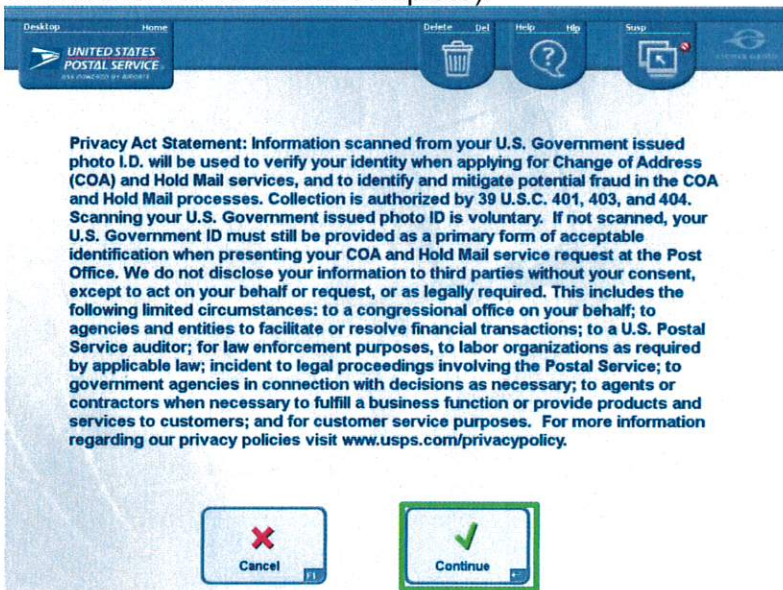 Desktop Home
Delete Del
Help Hlp
Susp
UNITED STATES
POSTAL SERVICE
Privacy Act Statement: Information scanned from your U.S. Government issued
photo I.D. will be used to verify your identity when applying for Change of Address
(COA) and Hold Mail services, and to identify and mitigate potential fraud in the COA
and Hold Mail processes. Collection is authorized by 39 U.S.C. 401, 403, and 404.
Scanning your U.S. Government issued photo ID is voluntary. If not scanned, your
U.S. Government ID must still be provided as a primary form of acceptable
identification when presenting your COA and Hold Mail service request at the Post
Office. We do not disclose your information to third parties without your consent,
except to act on your behalf or request, or as legally required. This includes the
following limited circumstances: to a congressional office on your behalf; to
agencies and entities to facilitate or resolve financial transactions; to a U.S. Postal
Service auditor; for law enforcement purposes, to labor organizations as required
by applicable law; incident to legal proceedings involving the Postal Service; to
government agencies in connection with decisions as necessary; to agents or
contractors when necessary to fulfill a business function or provide products and
services to customers; and for customer service purposes. For more information
regarding our privacy policies visit www.usps.com/privacypolicy.
Cancel
F1
Continue